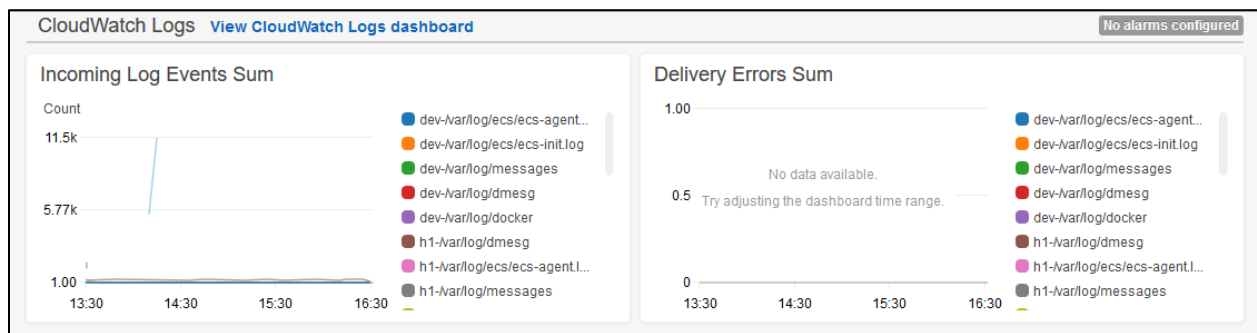 CloudWatch Logs View CloudWatch Logs dashboard No alarms configured
Incoming Log Events Sum
Count
11.5k
5.77k
1.00
13:30 14:30 15:30 16:30
dev-/var/log/ecs/ecs-agent...
dev-/var/log/ecs/ecs-init.log
dev-/var/log/messages
dev-/var/log/dmesg
dev-/var/log/docker
h1-/var/log/dmesg
h1-/var/log/ecs/ecs-agent.l...
h1-/var/log/messages
Delivery Errors Sum
1.00
0.5
0
No data available.
Try adjusting the dashboard time range.
13:30 14:30 15:30 16:30
dev-/var/log/ecs/ecs-agent...
dev-/var/log/ecs/ecs-init.log
dev-/var/log/messages
dev-/var/log/dmesg
dev-/var/log/docker
h1-/var/log/dmesg
h1-/var/log/ecs/ecs-agent.l...
h1-/var/log/messages